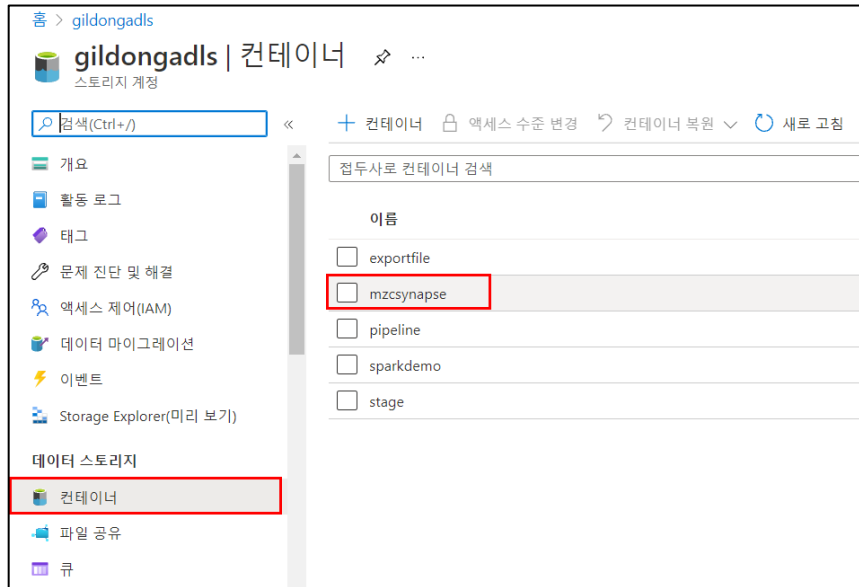 홈 > gildongadls
gildongadls | 컨테이너 ...
스토리지 계정
검색(Ctrl+/) «
+ 컨테이너 액세스 수준 변경 컨테이너 복원 새로 고침
개요
활동 로그
태그
문제 진단 및 해결
액세스 제어(IAM)
데이터 마이그레이션
이벤트
Storage Explorer(미리 보기)
데이터 스토리지
컨테이너
파일 공유
큐
접두사로 컨테이너 검색
이름
exportfile
mzcsynapse
pipeline
sparkdemo
stage